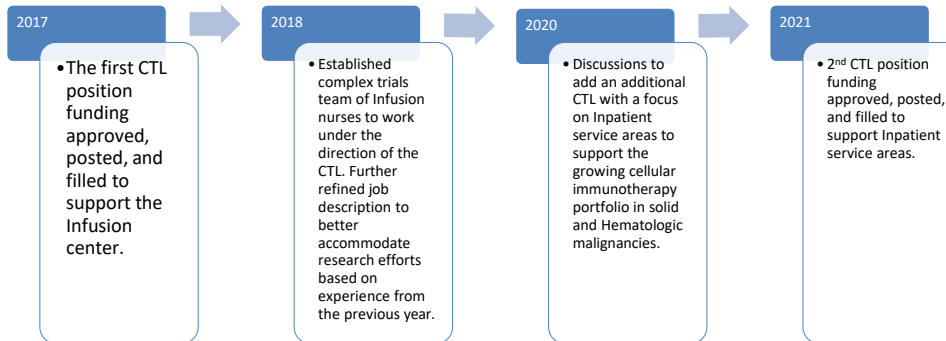 2017
•The first CTL
position
funding
approved,
posted, and
filled to
support the
Infusion
center.
2018
• Established
complex trials
team of Infusion
nurses to work
under the
direction of the
CTL. Further
refined job
description to
better
accommodate
research efforts
based on
experience from
the previous year.
2020
• Discussions to
add an additional
CTL with a focus
on Inpatient
service areas to
support the
growing cellular
immunotherapy
portfolio in solid
and Hematologic
malignancies.
2021
• 2nd CTL position
funding
approved, posted,
and filled to
support Inpatient
service areas.